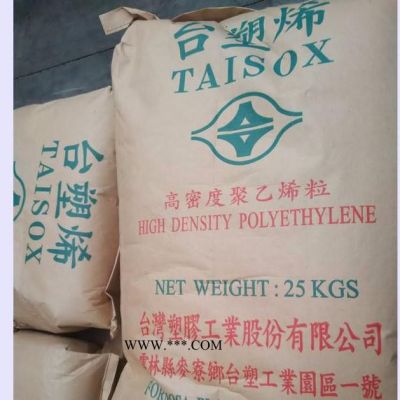 台塑烯
TAISOX
高密度聚乙烯粒
HIGH DENSITY POLYETHYLENE
NET WEIGHT : 25 KGS
台灣塑膠工業股份有限公司
雲林縣麥寮鄉台塑工業園區一號
WWW.***.COM
台塑烯